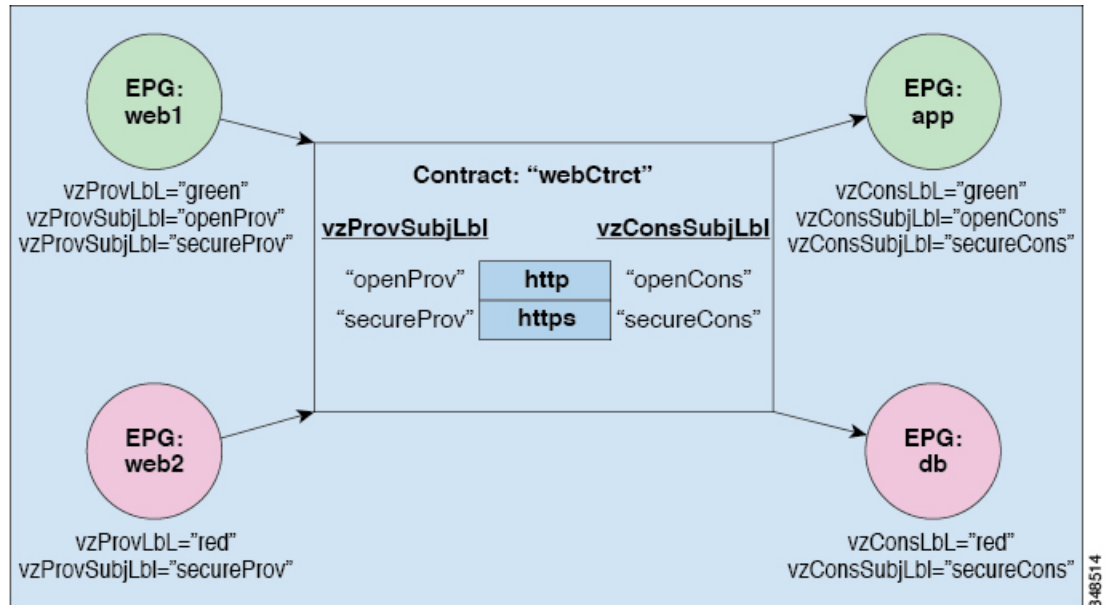 EPG:
web1
vzProvLbL="green"
vzProvSubjLbl="openProv"
vzProvSubjLbl="secureProv"
EPG:
app
vzConsLbL="green"
vzConsSubjLbl="openCons"
vzConsSubjLbl="secureCons"
Contract: “webCtrct”
vzProvSubjLbl vzConsSubjLbl
“openProv” http “openCons”
“secureProv” https “secureCons”
EPG:
web2
vzProvLbL=”red”
vzProvSubjLbl=”secureProv”
EPG:
db
vzConsLbL=”red”
vzConsSubjLbl=”secureCons”
348514